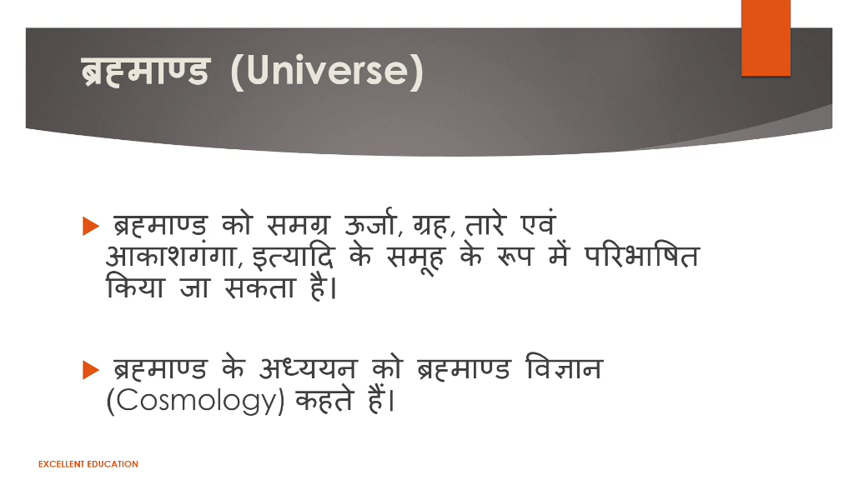 ब्रह्माण्ड (Universe)
ब्रह्माण्ड को समग्र ऊर्जा, ग्रह, तारे एवं
आकाशगंगा, इत्यादि के समूह के रूप में परिभाषित
किया जा सकता है।
ब्रह्माण्ड के अध्ययन को ब्रह्माण्ड विज्ञान
(Cosmology) कहते हैं।
EXCELLENT EDUCATION